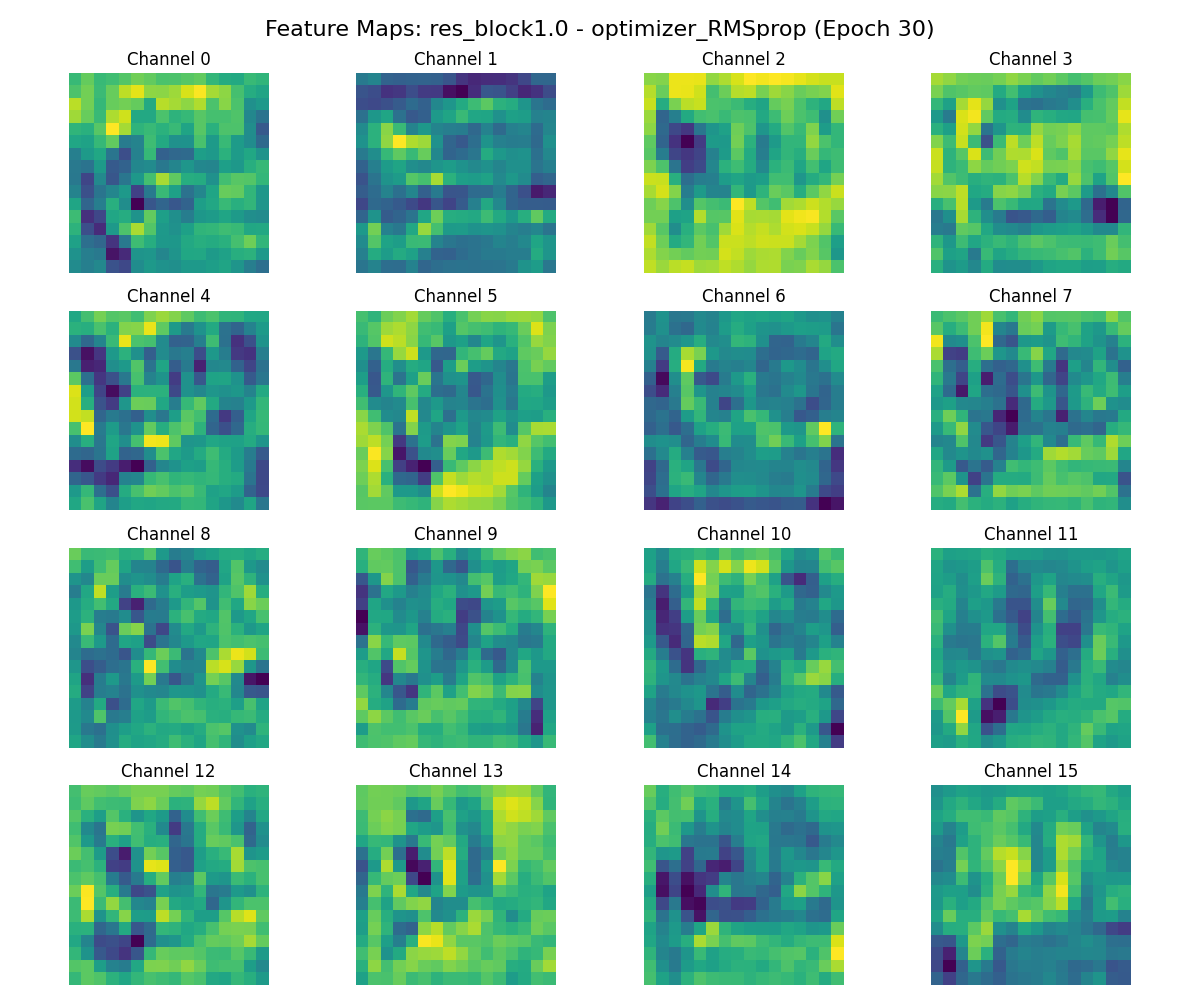 Feature Maps: res_block1.0 - optimizer_RMSprop (Epoch 30)
Channel 0
Channel 1
Channel 2
Channel 3
Channel 4
Channel 5
Channel 6
Channel 7
Channel 8
Channel 9
Channel 10
Channel 11
Channel 12
Channel 13
Channel 14
Channel 15